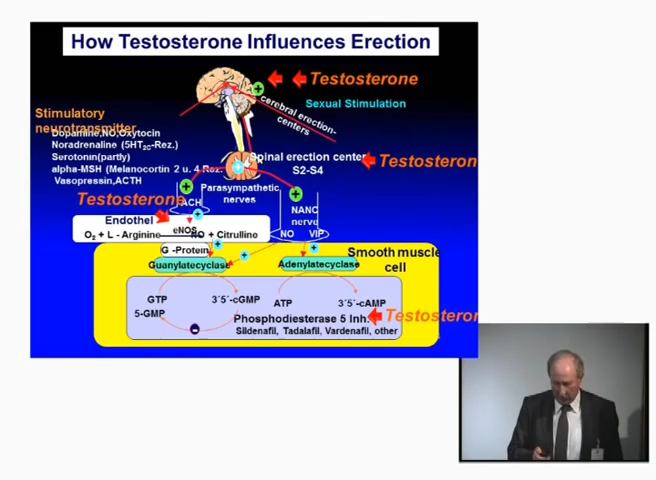 How Testosterone Influences Erection
Testosterone
cerebral erection-
centers
Sexual Stimulation
Stimulatory
neurotransmitter
Dopamine,NO,Oxytocin
Noradrenaline (5HT2C-Rez.)
Serotonin(partly)
alpha-MSH (Melanocortin 2 u. 4 Rez.
Vasopressin,ACTH
Spinal erection center
S2-S4
Testosteron
Parasympathetic
nerves
Testosterone
ACH
NANC
nerve
NO VIP
Endothel
eNOS
O2 + L - Arginine NO + Citrullino
G -Protein
Smooth muscle
cell
Guanylatecyclase
Adenylatecyclase
GTP 3´5´-cGMP ATP 3´5´-cAMP
5-GMP
Phosphodiesterase 5 Inh.
Testosteron
Sildenafil, Tadalafil, Vardenafil, other